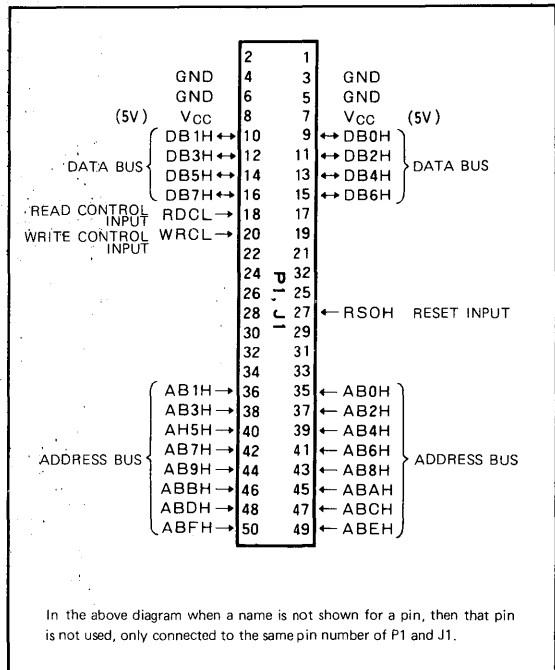 2 1
GND 4 3 GND
GND 6 5 GND
(5V) VCC 8 7 VCC (5V)
DB1H↔ 10 9 ↔DB0H
DB3H↔ 12 11 ↔DB2H
DATA BUS DB5H↔ 14 13 ↔DB4H DATA BUS
DB7H↔ 16 15 ↔DB6H
READ CONTROL INPUT RDCL→ 18 17
WRITE CONTROL INPUT WRCL→ 20 19
22 21
24 32
26 25
P1, J1
28 27 ←RSOH RESET INPUT
30 29
32 31
34 33
AB1H→ 36 35 ←AB0H
AB3H→ 38 37 ←AB2H
AH5H→ 40 39 ←AB4H
AB7H→ 42 41 ←AB6H
ADDRESS BUS AB9H→ 44 43 ←AB8H ADDRESS BUS
ABBH→ 46 45 ←ABAH
ABDH→ 48 47 ←ABCH
ABFH→ 50 49 ←ABEH
In the above diagram when a name is not shown for a pin, then that pin
is not used, only connected to the same pin number of P1 and J1.